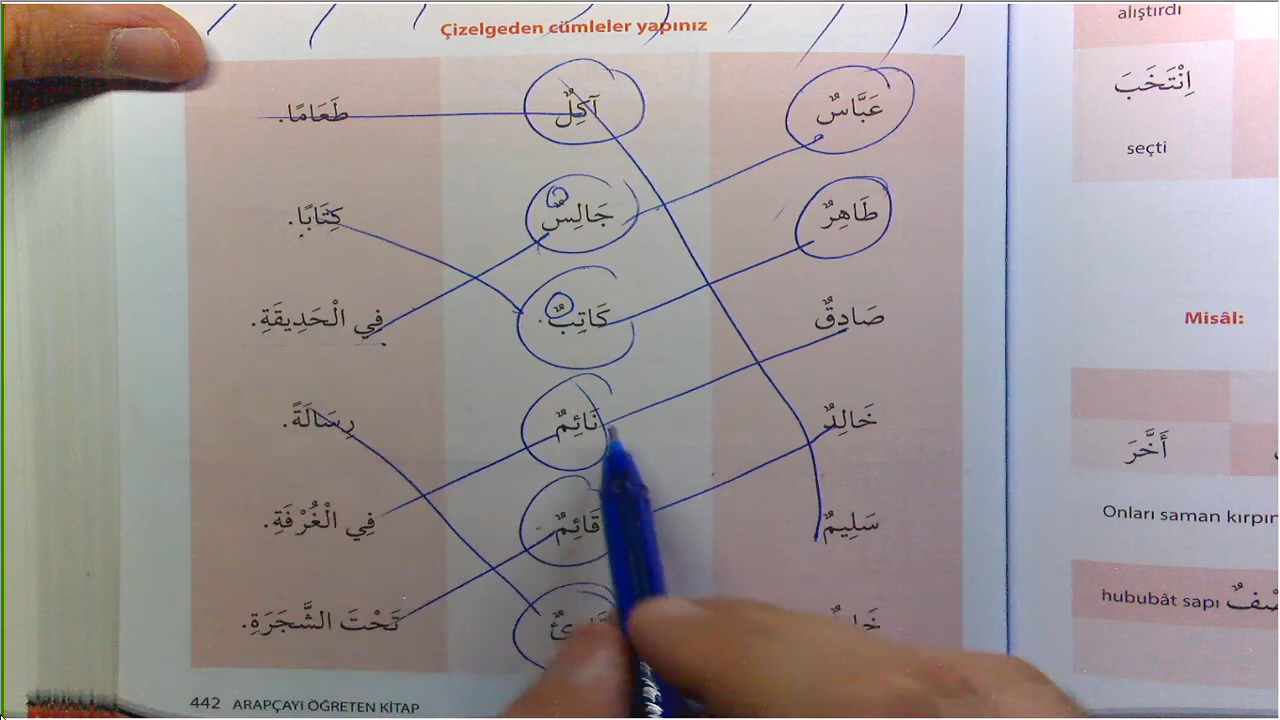 Çizelgeden cümleler yapınız
عَبَّاسٌ آكِلٌ طَعَامًا.
طَاهِرٌ جَالِسٌ كِتَابًا.
صَادِقٌ كَاتِبٌ فِي الْحَدِيقَةِ.
خَالِدٌ نَائِمٌ رِسَالَةً.
سَلِيمٌ قَائِمٌ فِي الْغُرْفَةِ.
تَحْتَ الشَّجَرَةِ.
442 ARAPÇAYI ÖĞRETEN KİTAP
alıştırdı
اِنْتَخَبَ
seçti
Misâl:
أَخَّرَ
Onları saman kırpın
hububât sapı